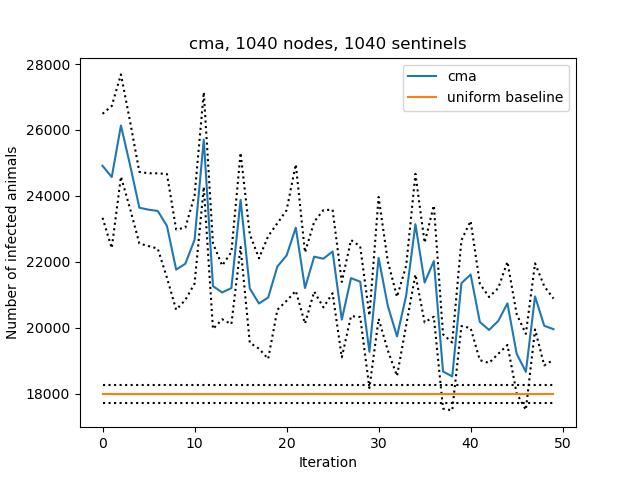 cma, 1040 nodes, 1040 sentinels
cma
uniform baseline
Number of infected animals
28000
26000
24000
22000
20000
18000
0 10 20 30 40 50
Iteration